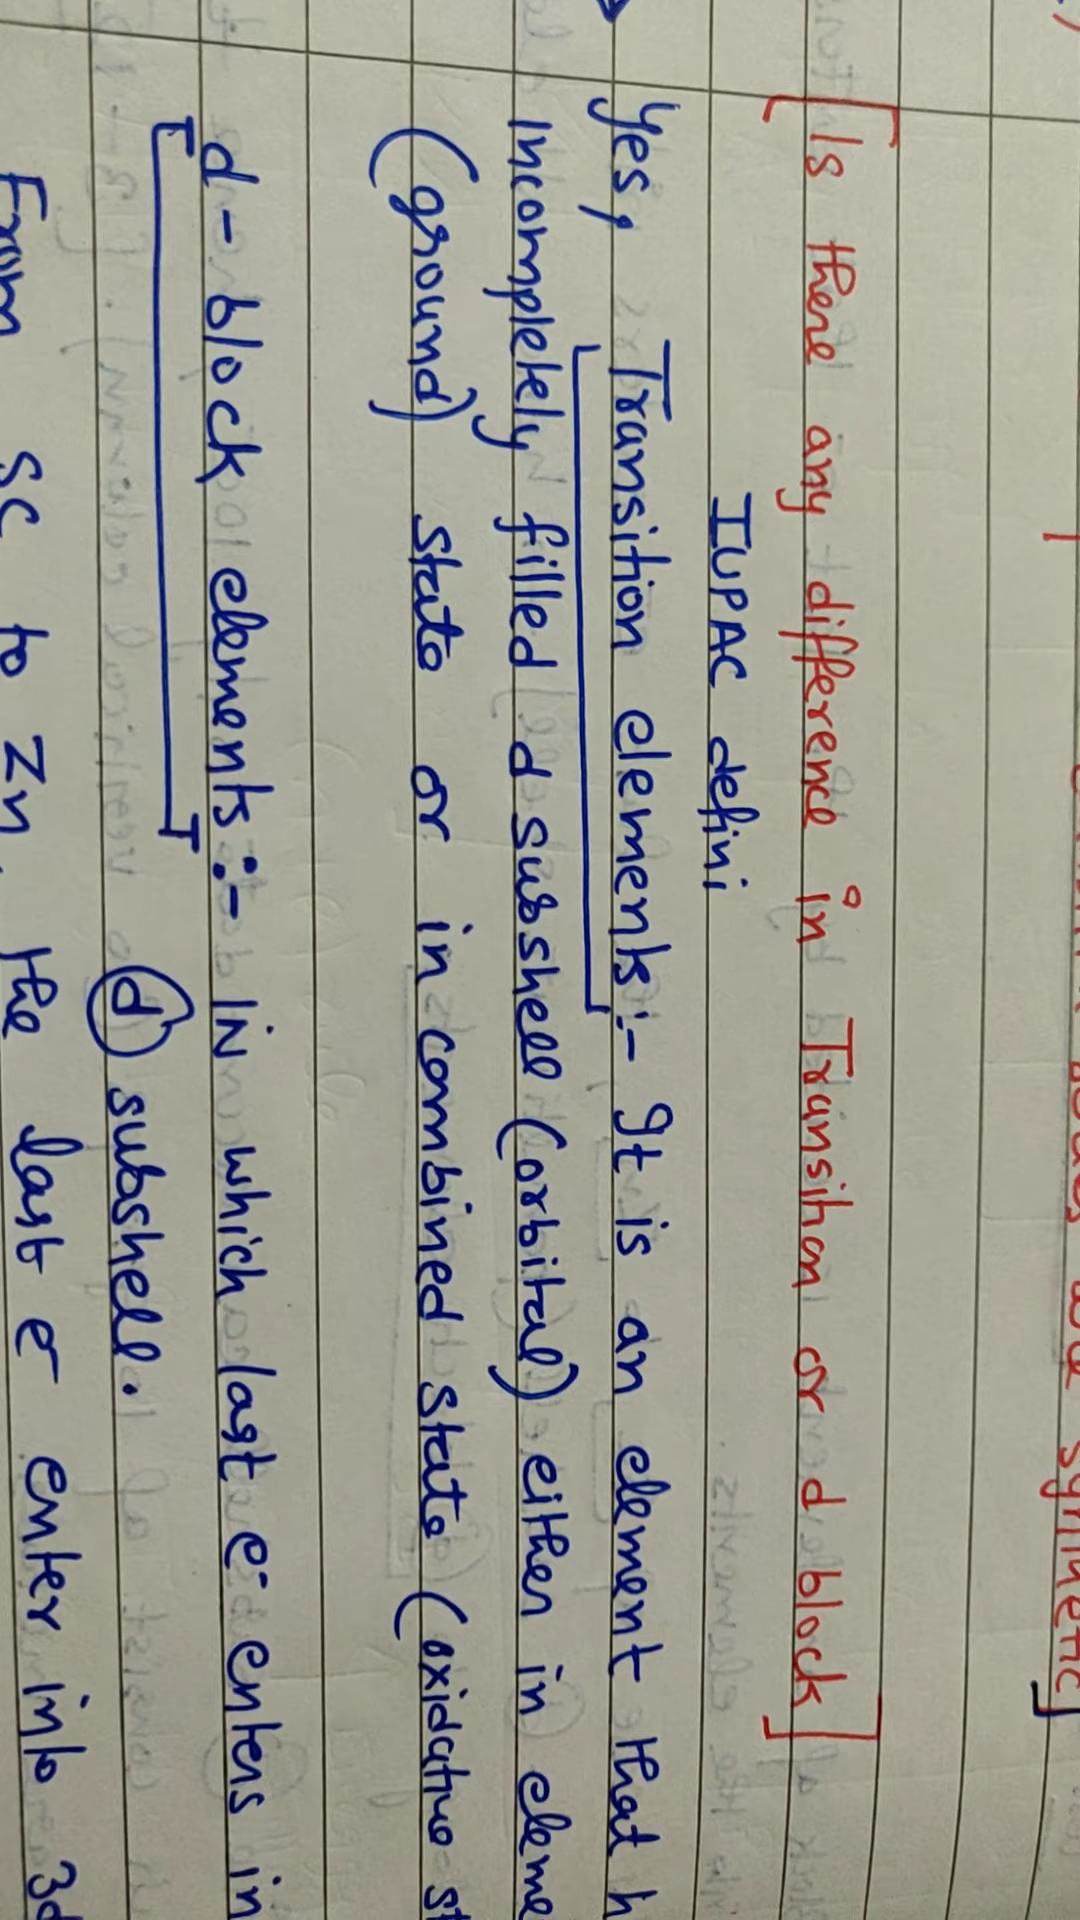 synthetic]
[Is there any difference in Transition or d block]
IUPAC defini
Yes, Transition elements:- It is an element that h
incompletely filled d subshell (orbital) either in eleme
(ground) state or in combined state (oxidative st
d-block elements :- IN which last e⁻ enters in
d subshell.
From Sc to Zn, the last e⁻ enter into 3d